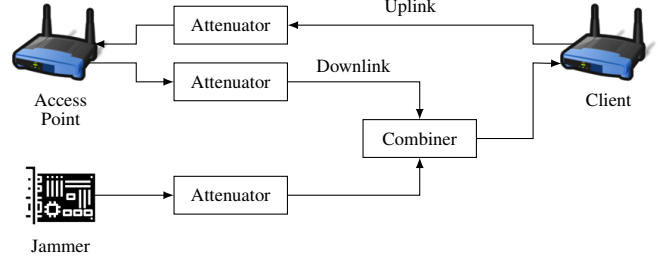 Uplink
Attenuator
Downlink
Attenuator
Access
Point
Client
Combiner
Attenuator
Jammer